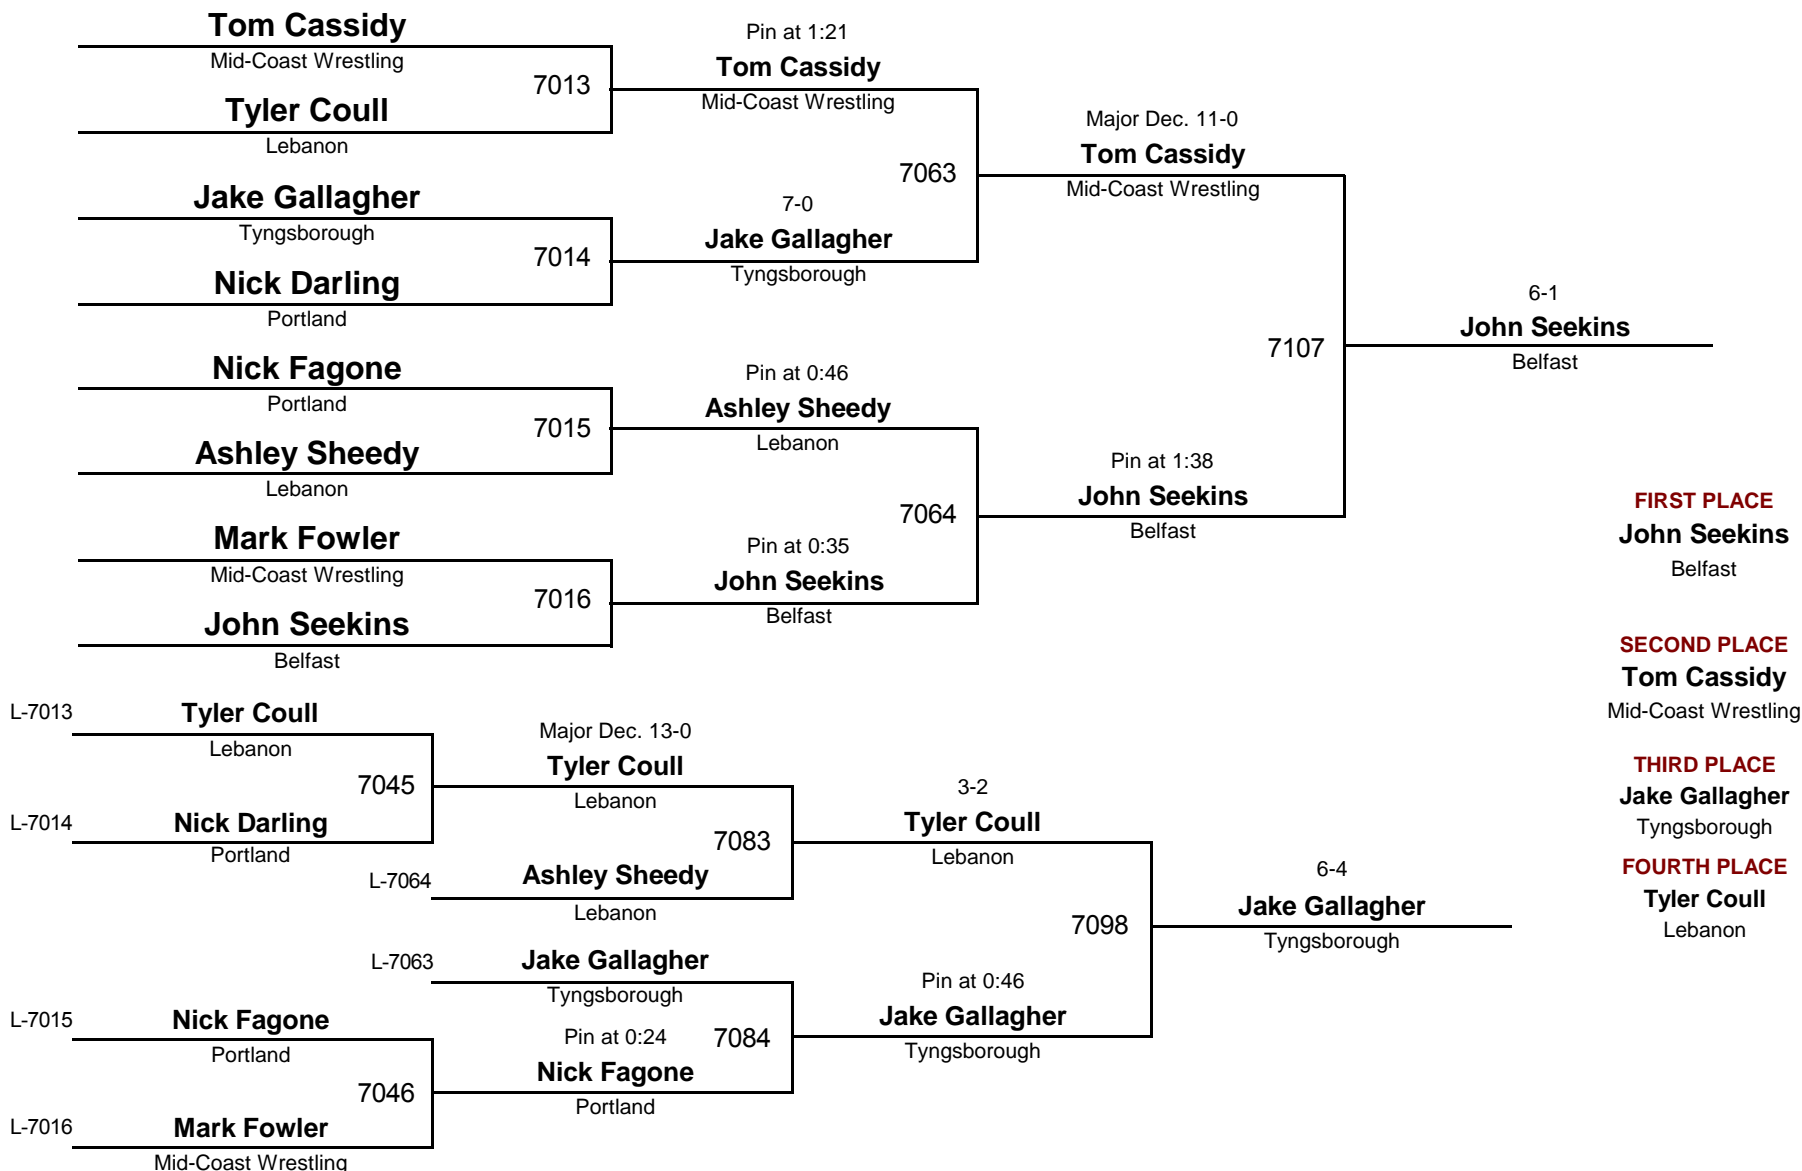 Tom Cassidy
Mid-Coast Wrestling
7013
Tyler Coull
Lebanon
Pin at 1:21
Tom Cassidy
Mid-Coast Wrestling
Jake Gallagher
Tyngsborough
7014
Nick Darling
Portland
7-0
Jake Gallagher
Tyngsborough
7063
Major Dec. 11-0
Tom Cassidy
Mid-Coast Wrestling
Nick Fagone
Portland
7015
Ashley Sheedy
Lebanon
Pin at 0:46
Ashley Sheedy
Lebanon
Mark Fowler
Mid-Coast Wrestling
7016
John Seekins
Belfast
Pin at 0:35
John Seekins
Belfast
7064
Pin at 1:38
John Seekins
Belfast
7107
6-1
John Seekins
Belfast
FIRST PLACE
John Seekins
Belfast
SECOND PLACE
Tom Cassidy
Mid-Coast Wrestling
THIRD PLACE
Jake Gallagher
Tyngsborough
FOURTH PLACE
Tyler Coull
Lebanon
L-7013
Tyler Coull
Lebanon
7045
L-7014
Nick Darling
Portland
Major Dec. 13-0
Tyler Coull
Lebanon
7083
L-7064
Ashley Sheedy
Lebanon
3-2
Tyler Coull
Lebanon
L-7063
Jake Gallagher
Tyngsborough
7084
L-7015
Nick Fagone
Portland
7046
L-7016
Mark Fowler
Mid-Coast Wrestling
Pin at 0:24
Nick Fagone
Portland
Pin at 0:46
Jake Gallagher
Tyngsborough
7098
6-4
Jake Gallagher
Tyngsborough